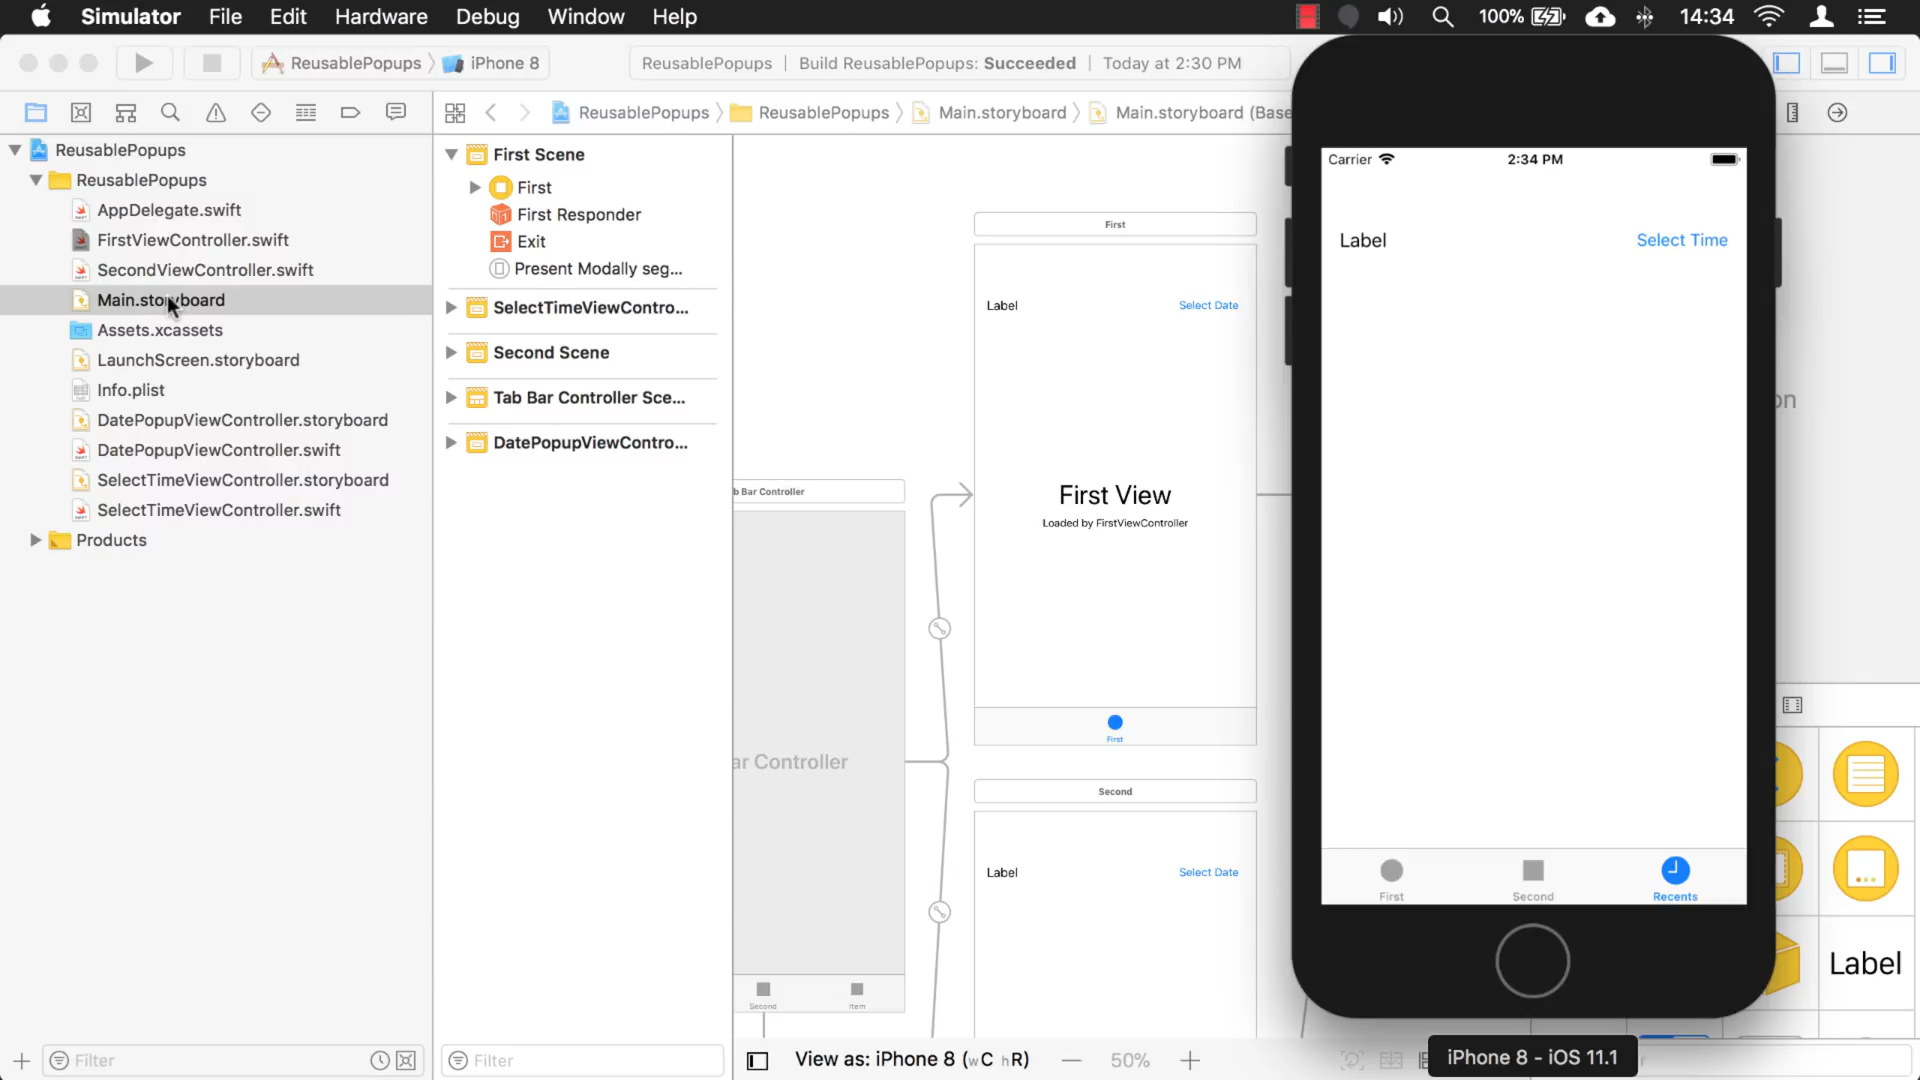 Simulator File Edit Hardware Debug Window Help 100% 14:34
ReusablePopups iPhone 8 ReusablePopups | Build ReusablePopups: Succeeded | Today at 2:30 PM
ReusablePopups ReusablePopups Main.storyboard Main.storyboard (Base
ReusablePopups
ReusablePopups
AppDelegate.swift
FirstViewController.swift
SecondViewController.swift
Main.storyboard
Assets.xcassets
LaunchScreen.storyboard
Info.plist
DatePopupViewController.storyboard
DatePopupViewController.swift
SelectTimeViewController.storyboard
SelectTimeViewController.swift
Products
Filter
First Scene
First
First Responder
Exit
Present Modally seg...
SelectTimeViewContro...
Second Scene
Tab Bar Controller Sce...
DatePopupViewContro...
Filter
b Bar Controller
ar Controller
Second Item
First
Label Select Date
First View
Loaded by FirstViewController
First
Second
Label Select Date
View as: iPhone 8 (wC hR) 50%
Carrier 2:34 PM
Label Select Time
First Second Recents
iPhone 8 - iOS 11.1
on
Label